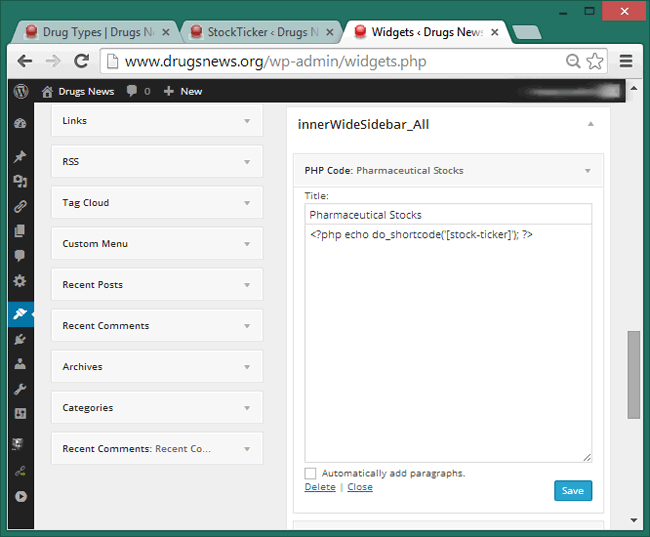 Drug Types | Drugs Ne
StockTicker ‹ Drugs N
Widgets ‹ Drugs News
www.drugsnews.org/wp-admin/widgets.php
Drugs News
0
New
Links
RSS
Tag Cloud
Custom Menu
Recent Posts
Recent Comments
Archives
Categories
Recent Comments: Recent Co...
innerWideSidebar_All
PHP Code: Pharmaceutical Stocks
Title:
Pharmaceutical Stocks
<?php echo do_shortcode('[stock-ticker]'); ?>
Automatically add paragraphs.
Delete | Close
Save